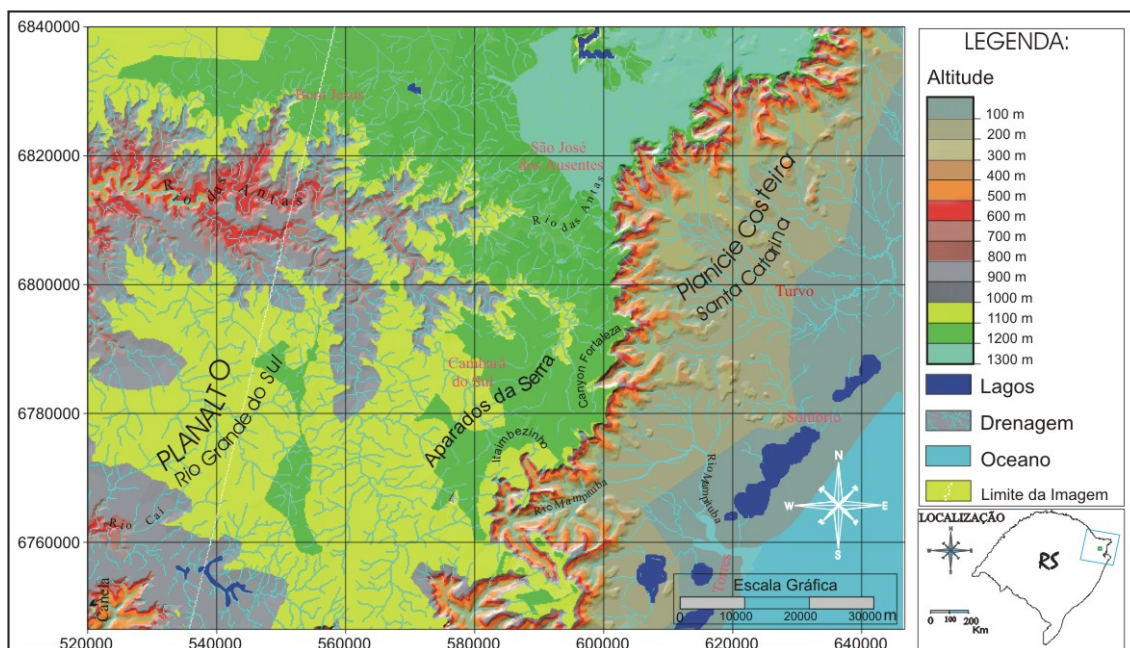 6840000
6820000
6800000
6780000
6760000
520000
540000
560000
580000
600000
620000
640000
Bom Jesus
São José
dos Ausentes
Rio das Antas
Rio das Antas
Planície Costeira
Santa Catarina
Turvo
Canyon Fortaleza
Cambará
do Sul
Aparados da Serra
PLANALTO
Rio Grande do Sul
Itaimbezinho
Sombrio
Rio Mampituba
Rio Mampituba
Rio Caí
Canela
Torres
N
W
E
S
Escala Gráfica
0
10000
20000
30000 m
LEGENDA:
Altitude
100 m
200 m
300 m
400 m
500 m
600 m
700 m
800 m
900 m
1000 m
1100 m
1200 m
1300 m
Lagos
Drenagem
Oceano
Limite da Imagem
LOCALIZAÇÃO
RS
0 100 200
Km